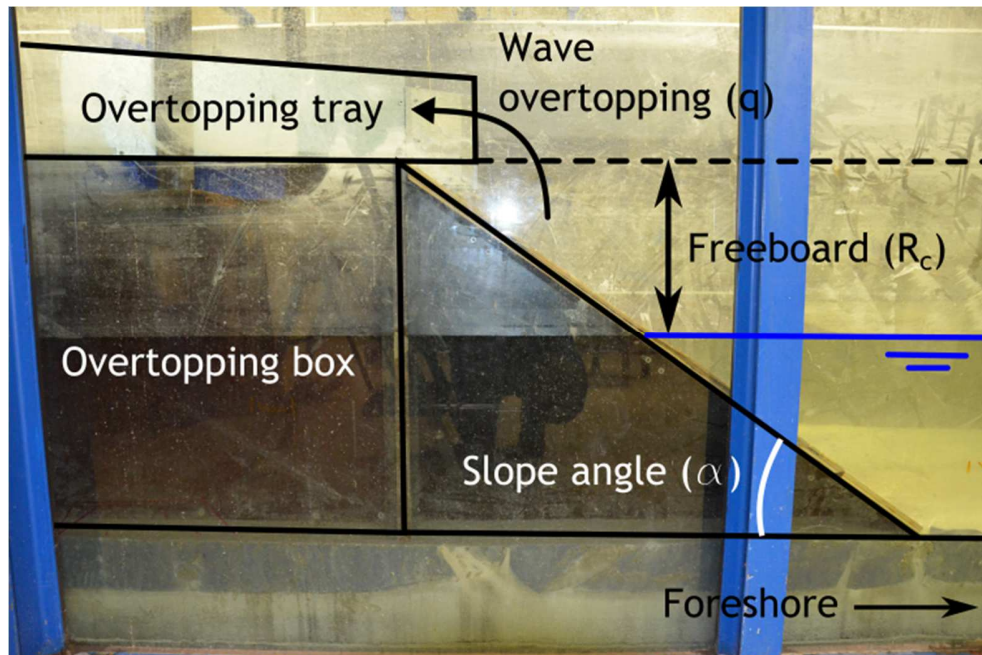 Wave
overtopping (q)
Overtopping tray
Freeboard (Rc)
Overtopping box
Slope angle (α)
Foreshore